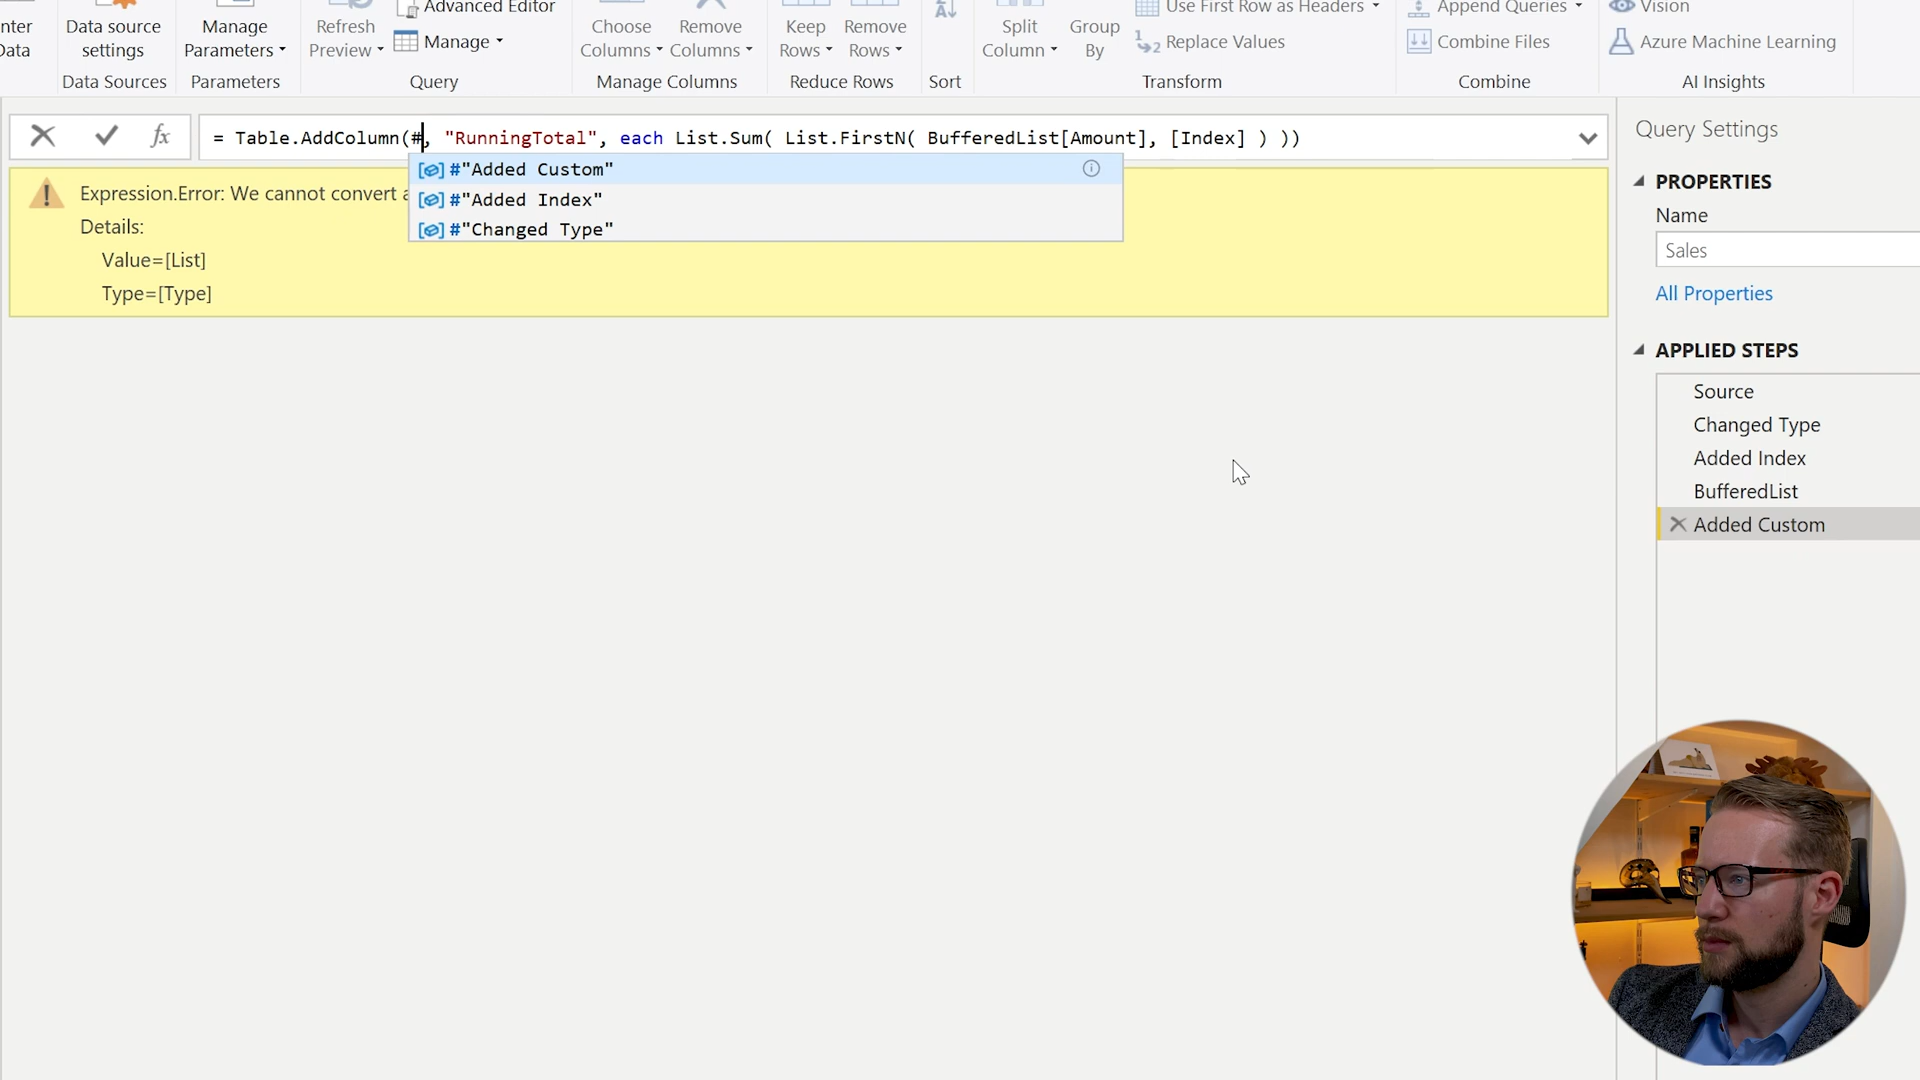 nter
Data
Data source
settings
Data Sources
Manage
Parameters
Parameters
Refresh
Preview
Advanced Editor
Manage
Query
Choose
Columns
Remove
Columns
Manage Columns
Keep
Rows
Remove
Rows
Reduce Rows
Sort
Split
Column
Group
By
Use First Row as Headers
Replace Values
Transform
Append Queries
Combine Files
Combine
Vision
Azure Machine Learning
AI Insights
fx
= Table.AddColumn(#, "RunningTotal", each List.Sum( List.FirstN( BufferedList[Amount], [Index] ) ))
#"Added Custom"
#"Added Index"
#"Changed Type"
Expression.Error: We cannot convert a
Details:
Value=[List]
Type=[Type]
Query Settings
PROPERTIES
Name
Sales
All Properties
APPLIED STEPS
Source
Changed Type
Added Index
BufferedList
Added Custom